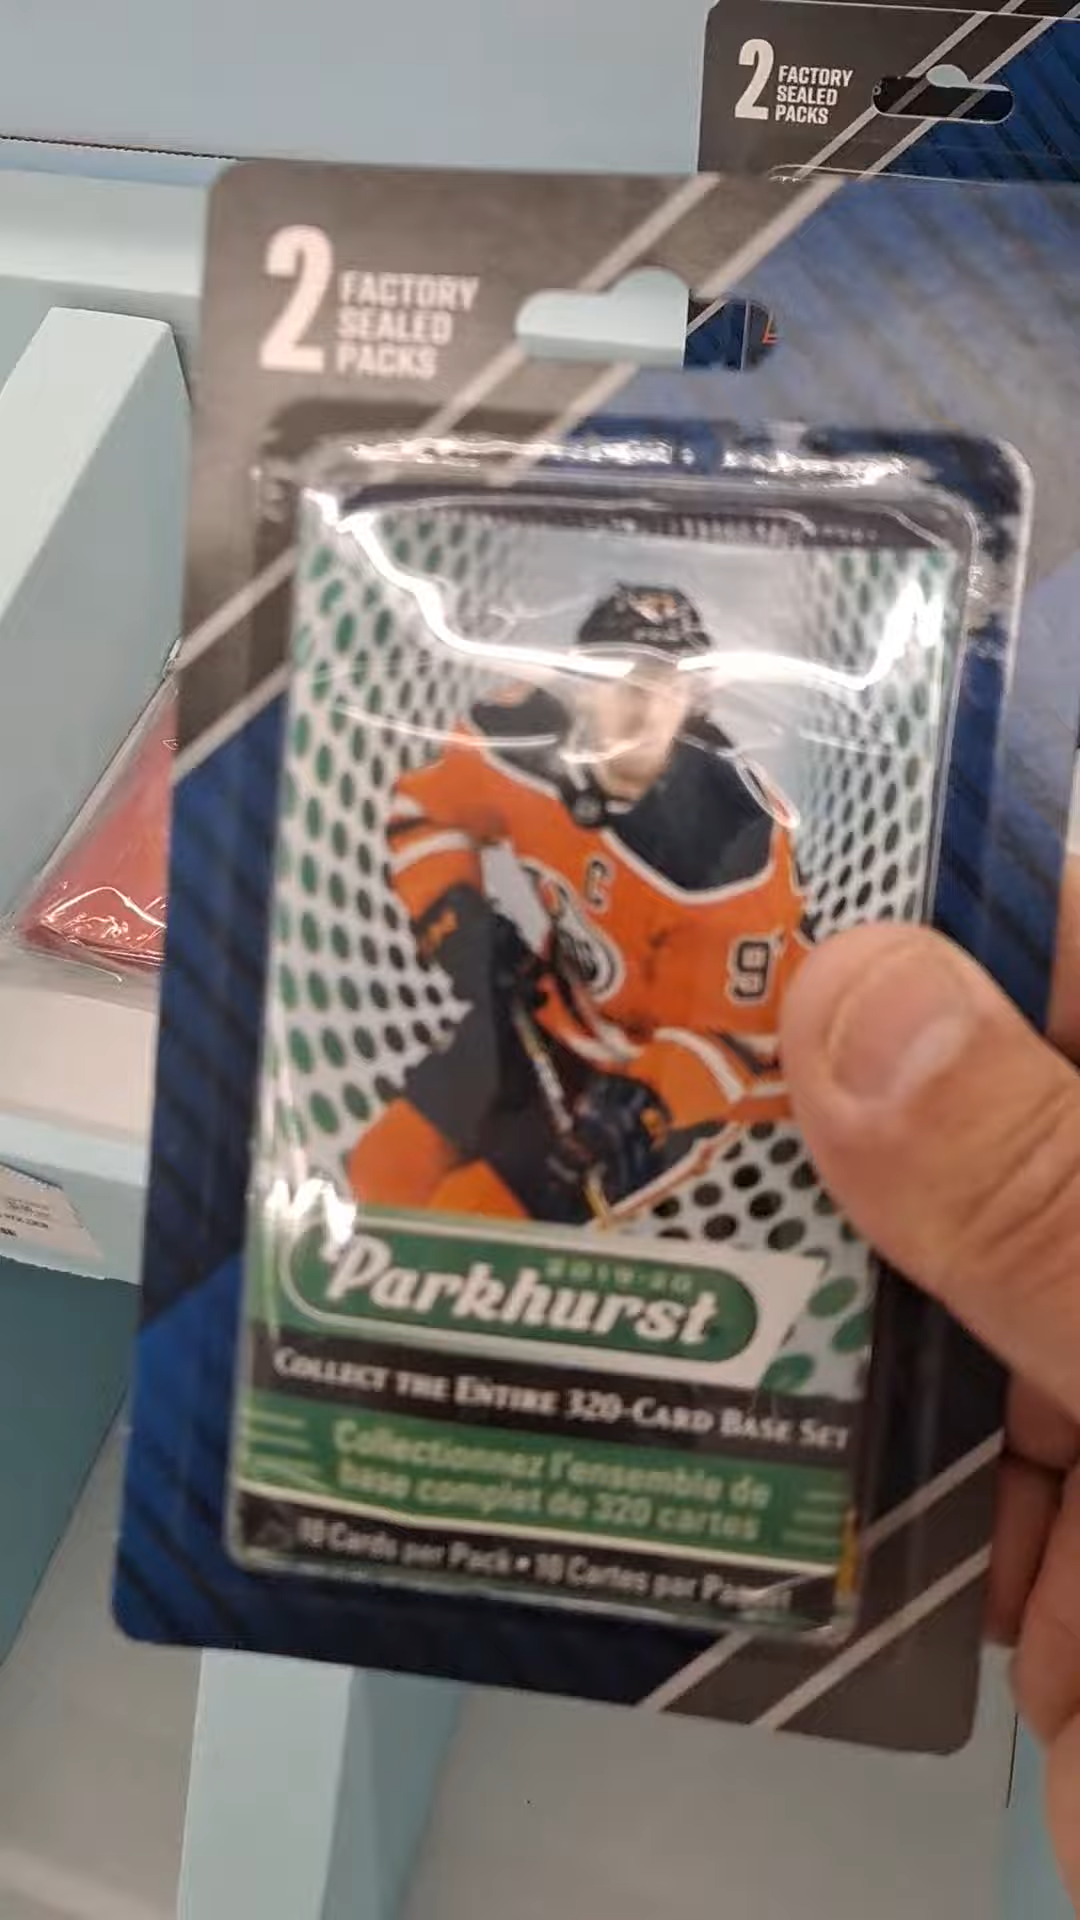 2 FACTORY
SEALED
PACKS
2 FACTORY
SEALED
PACKS
C
9
2019-20
Parkhurst
COLLECT THE ENTIRE 320-CARD BASE SET
Collectionnez l'ensemble de
base complet de 320 cartes
10 Cards per Pack • 10 Cartes par Paquet